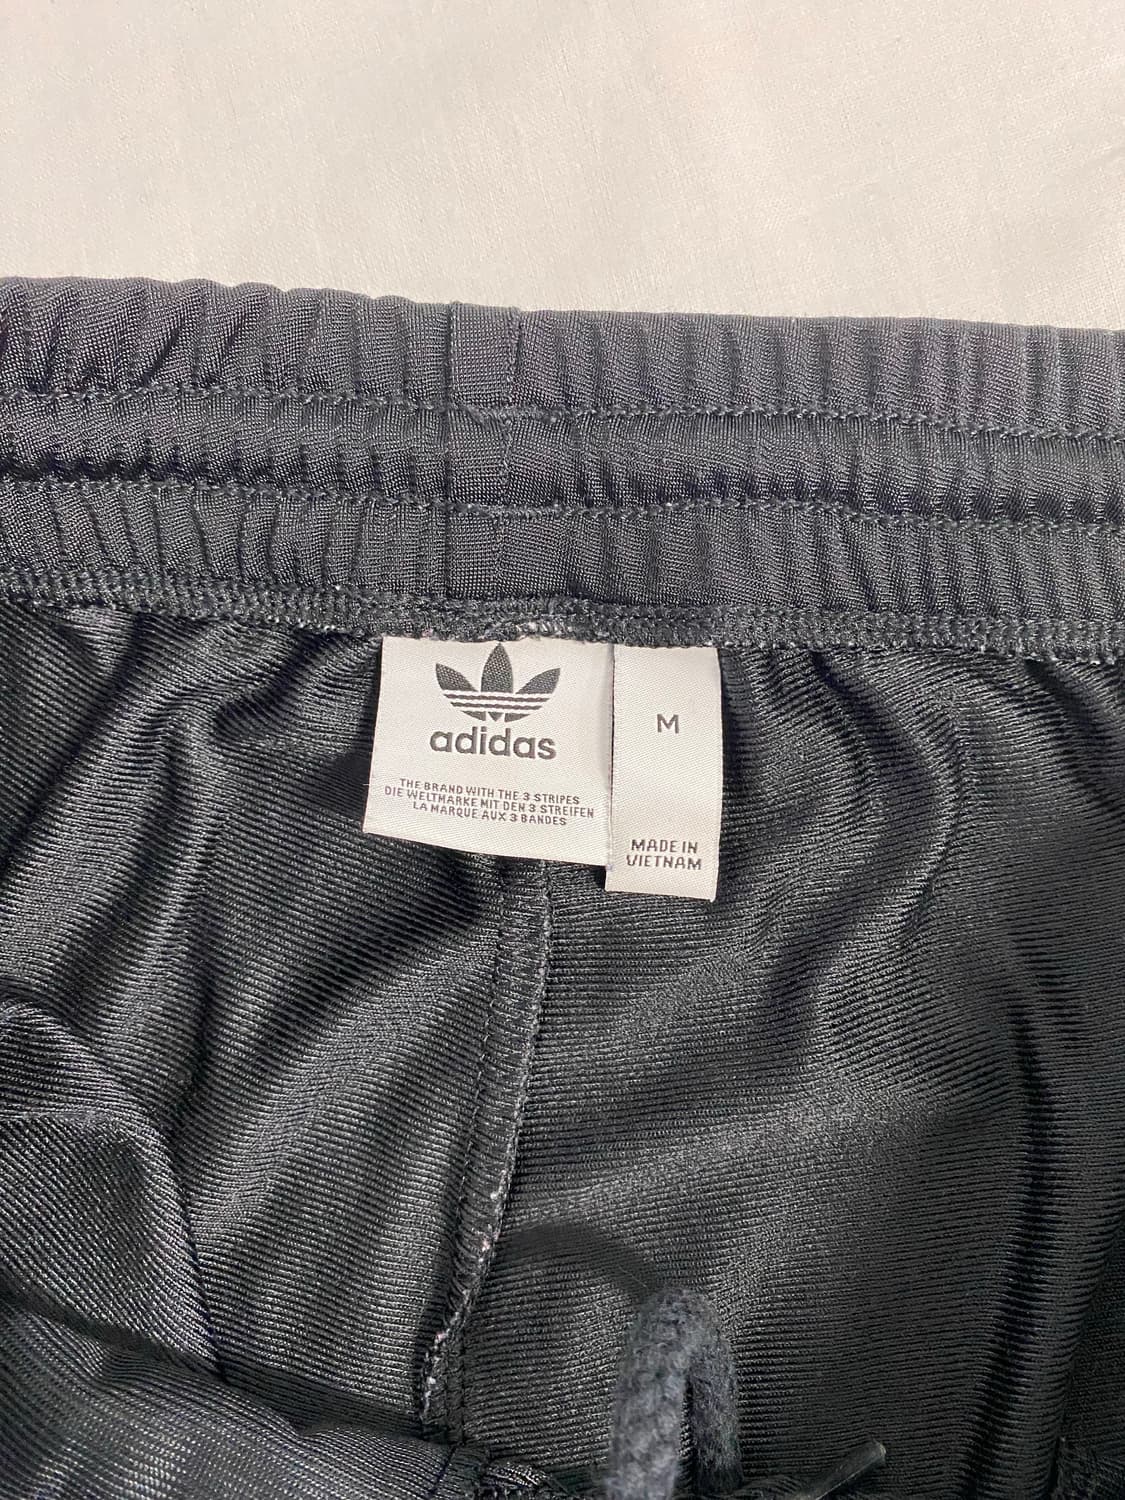 adidas
THE BRAND WITH THE 3 STRIPES
DIE WELTMARKE MIT DEN 3 STREIFEN
LA MARQUE AUX 3 BANDES
M
MADE IN
VIETNAM